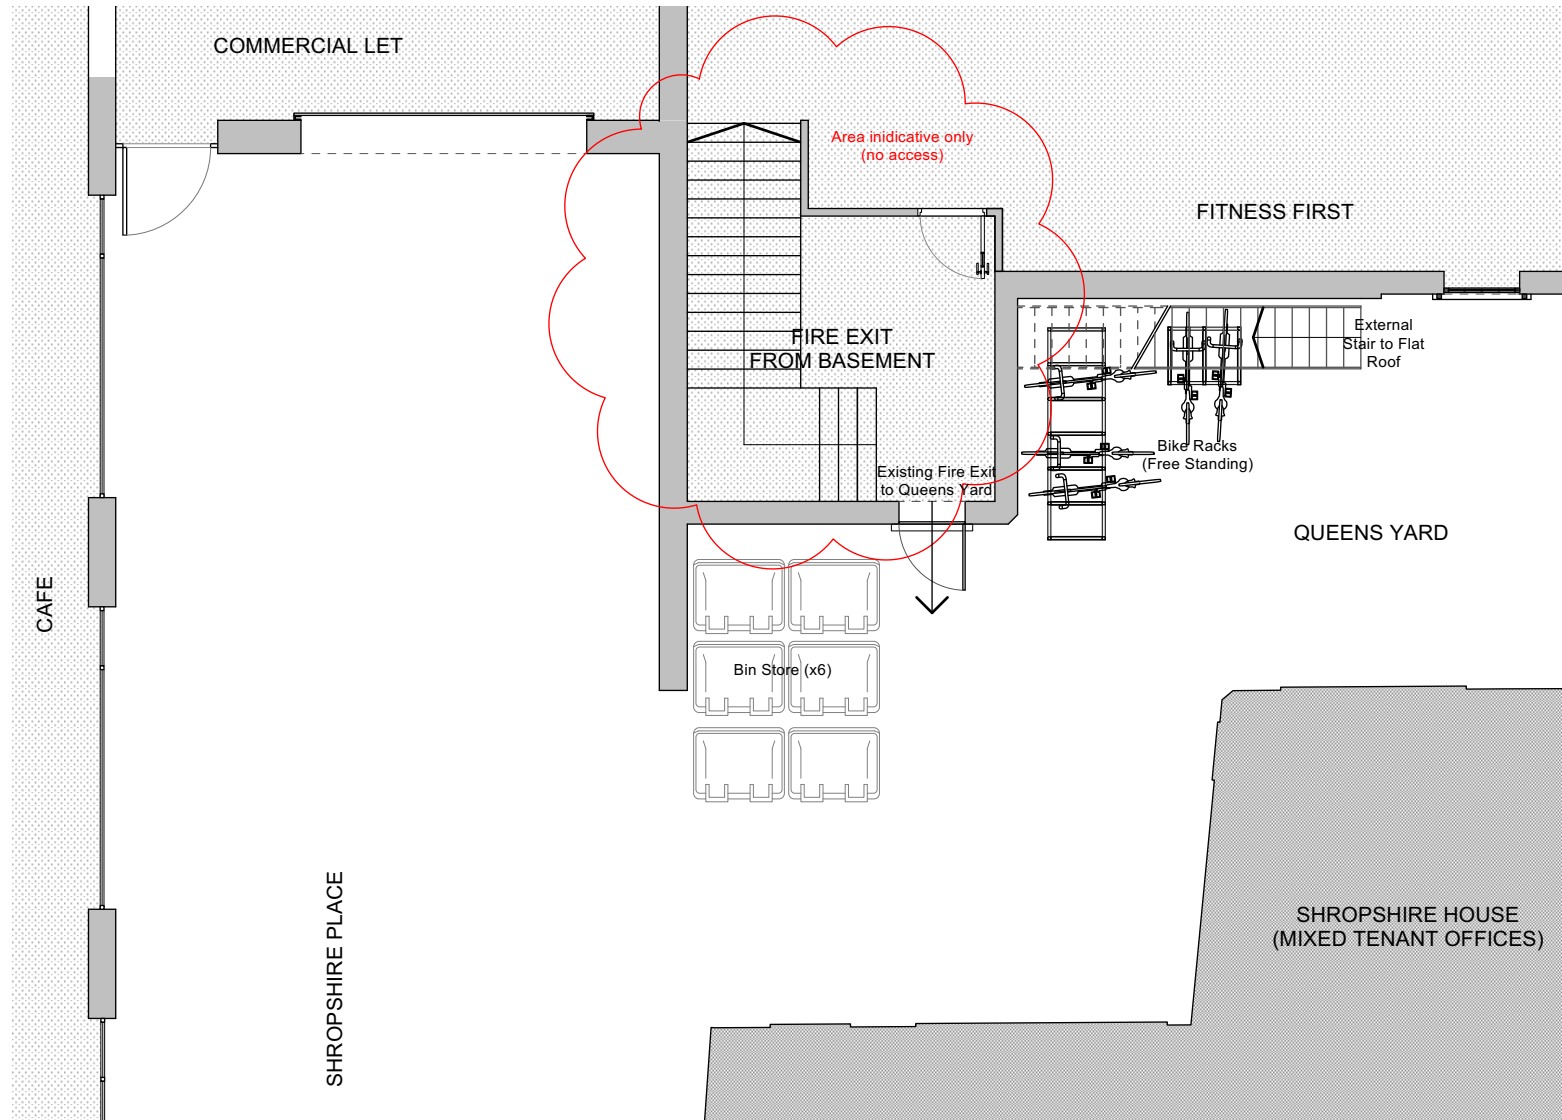 COMMERCIAL LET
Area inidicative only
(no access)
FITNESS FIRST
FIRE EXIT
FROM BASEMENT
External
Stair to Flat
Roof
Bike Racks
(Free Standing)
Existing Fire Exit
to Queens Yard
QUEENS YARD
CAFE
Bin Store (x6)
SHROPSHIRE PLACE
SHROPSHIRE HOUSE
(MIXED TENANT OFFICES)